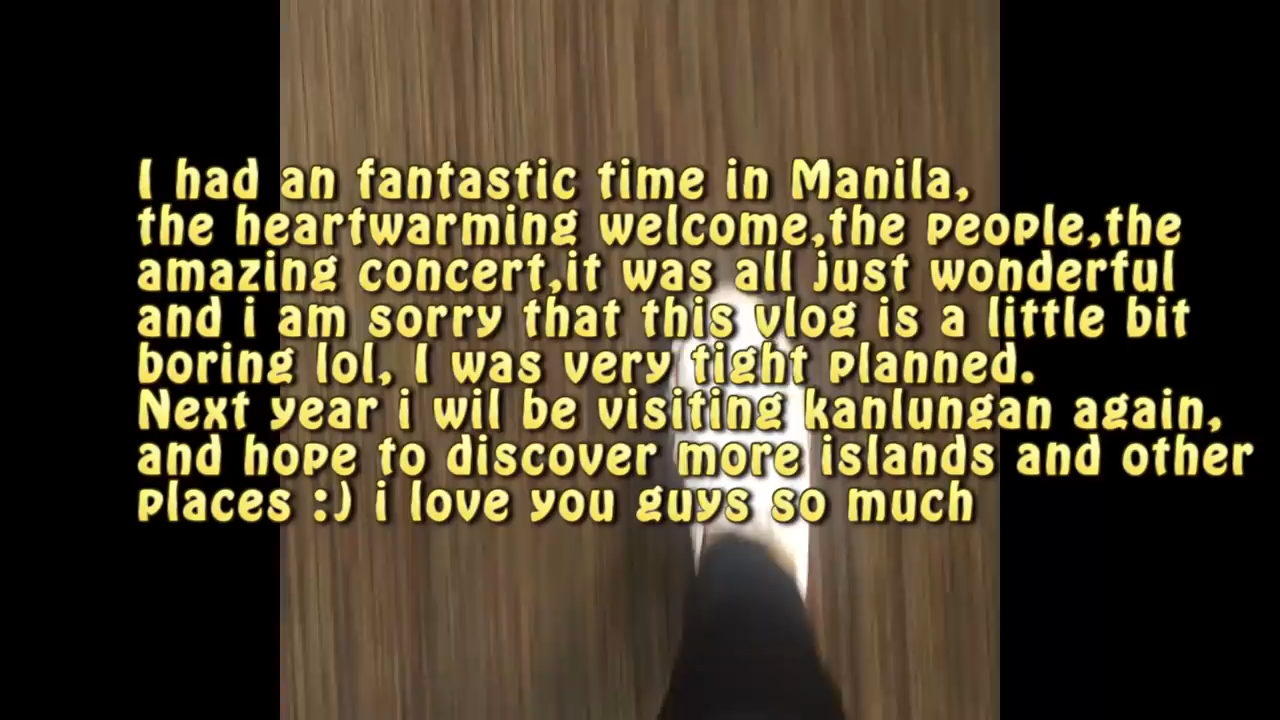 I had an fantastic time in Manila,
the heartwarming welcome,the people,the
amazing concert,it was all just wonderful
and i am sorry that this vlog is a little bit
boring lol, I was very tight planned.
Next year i wil be visiting kanlungan again,
and hope to discover more islands and other
places :) i love you guys so much